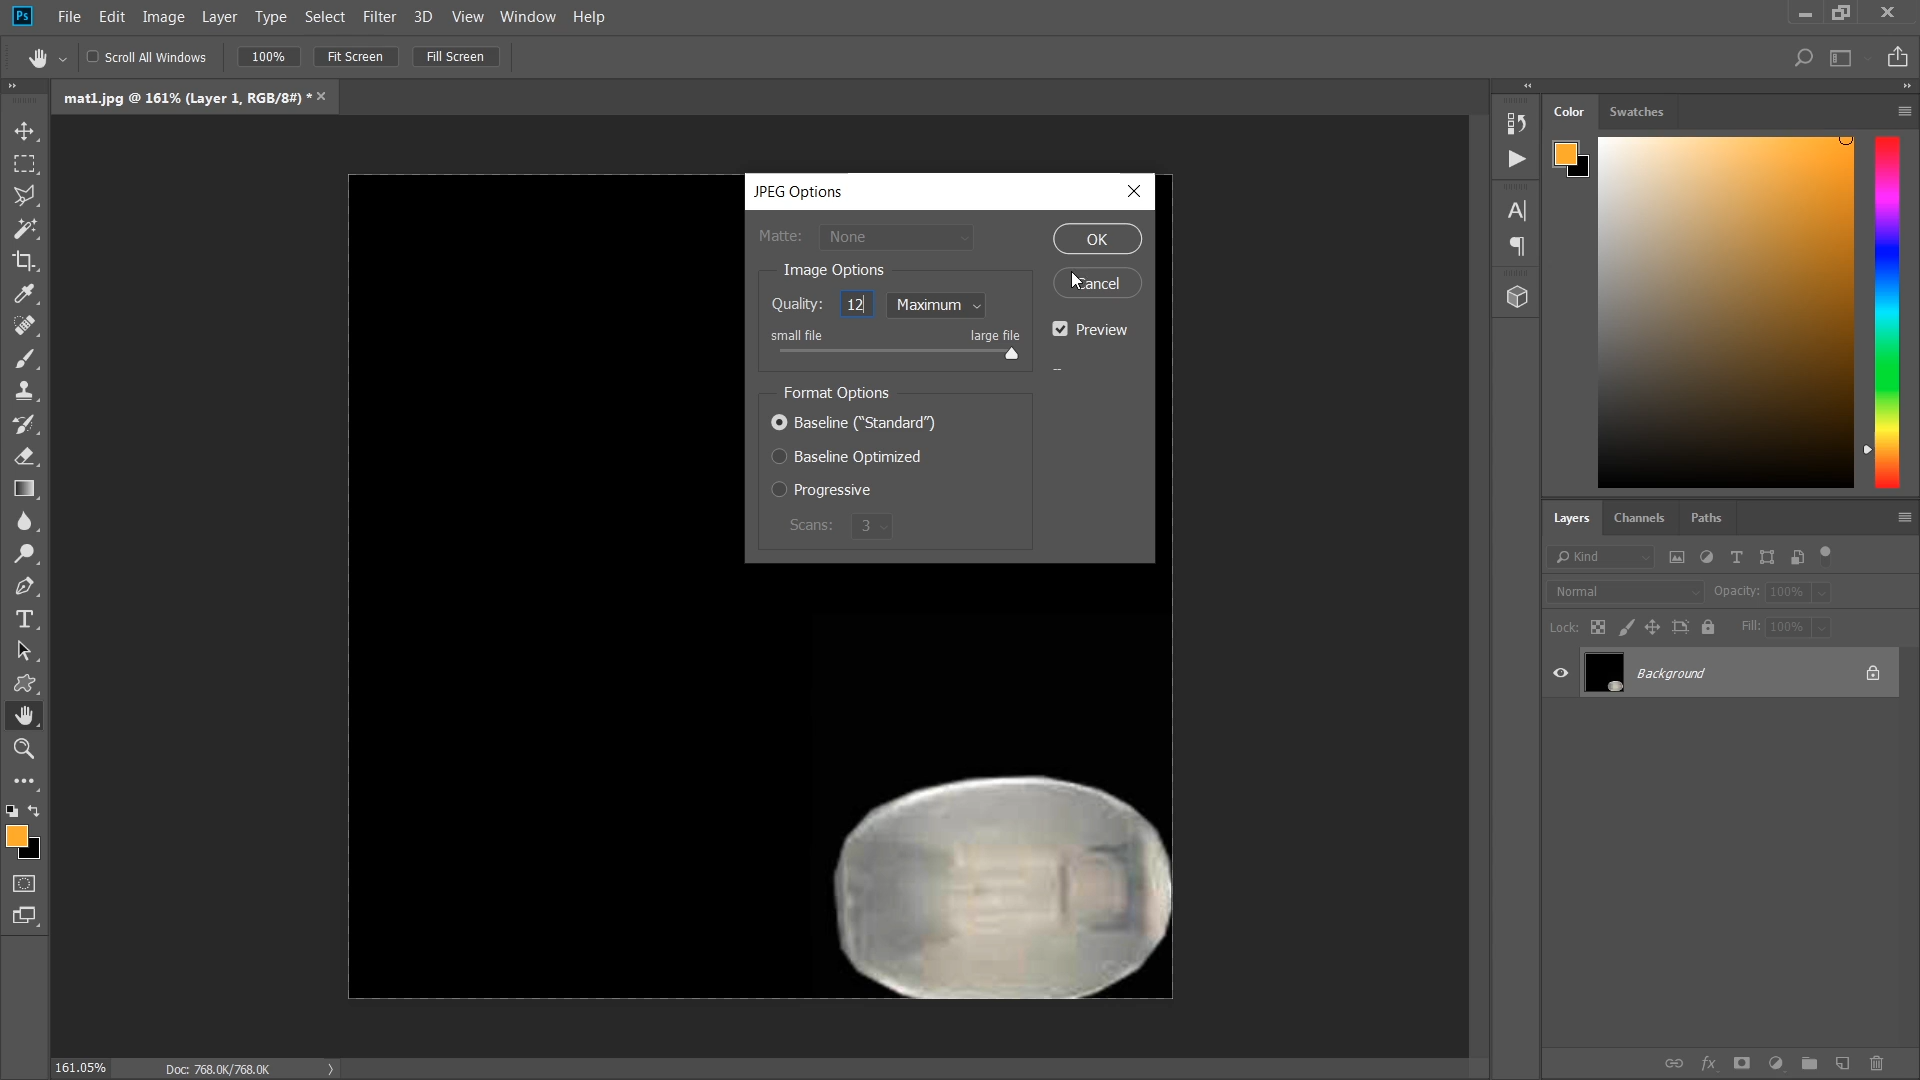 Ps File Edit Image Layer Type Select Filter 3D View Window Help
Scroll All Windows 100% Fit Screen Fill Screen
mat1.jpg @ 161% (Layer 1, RGB/8#) *
JPEG Options
Matte: None
OK
Image Options
Cancel
Quality: 12 Maximum
Preview
small file large file
--
Format Options
Baseline (“Standard”)
Baseline Optimized
Progressive
Scans: 3
Color Swatches
Layers Channels Paths
Kind
Normal Opacity: 100%
Lock: Fill: 100%
Background
161.05% Doc: 768.0K/768.0K